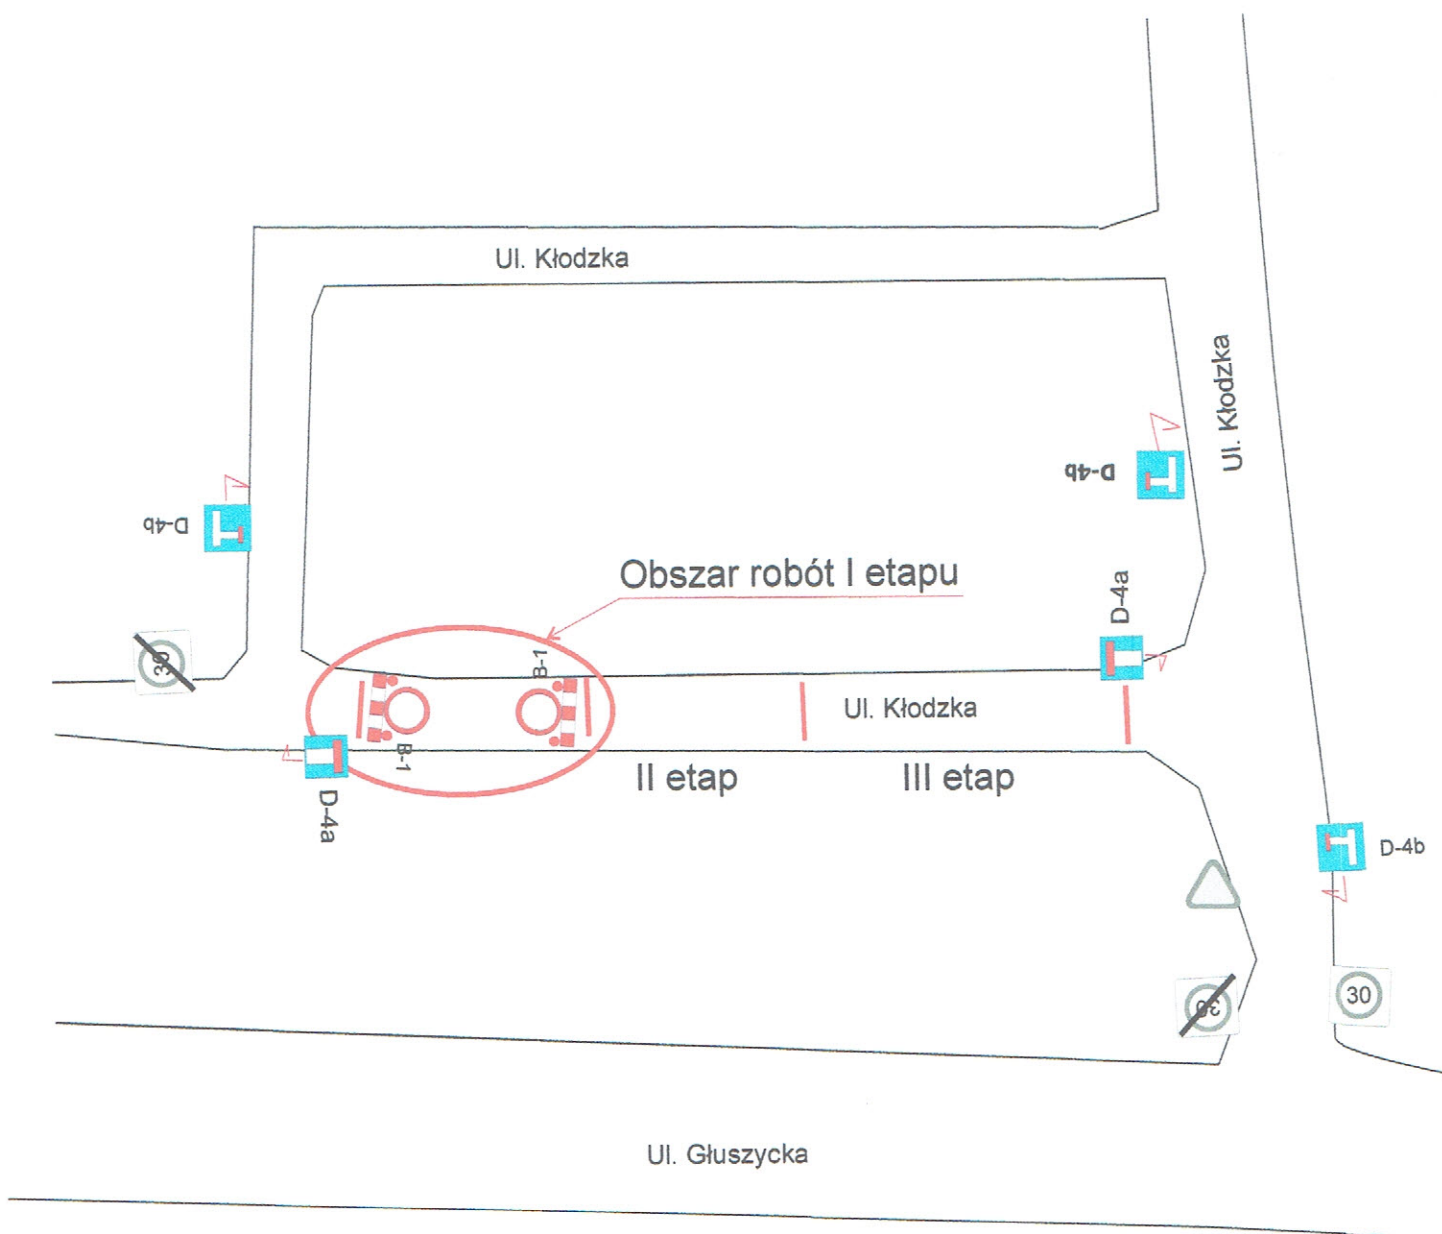 Ul. Kłodzka
Ul. Kłodzka
D-4b
D-4b
Obszar robót I etapu
D-4a
30
B-1
Ul. Kłodzka
B-1
II etap
III etap
D-4a
D-4b
30
30
Ul. Głuszycka